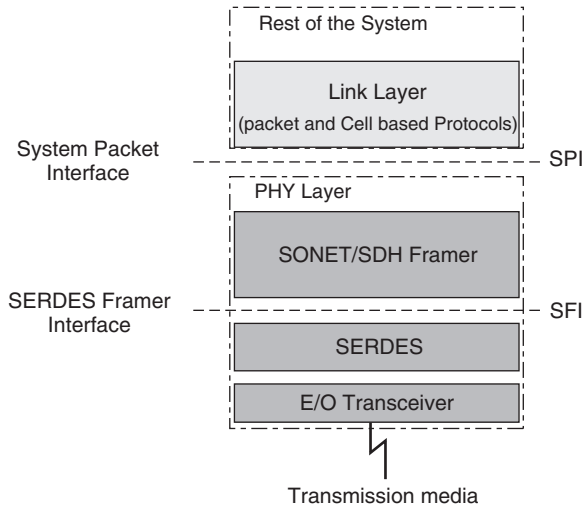 Rest of the System
Link Layer
(packet and Cell based Protocols)
System Packet
Interface
SPI
PHY Layer
SONET/SDH Framer
SERDES Framer
Interface
SFI
SERDES
E/O Transceiver
Transmission media